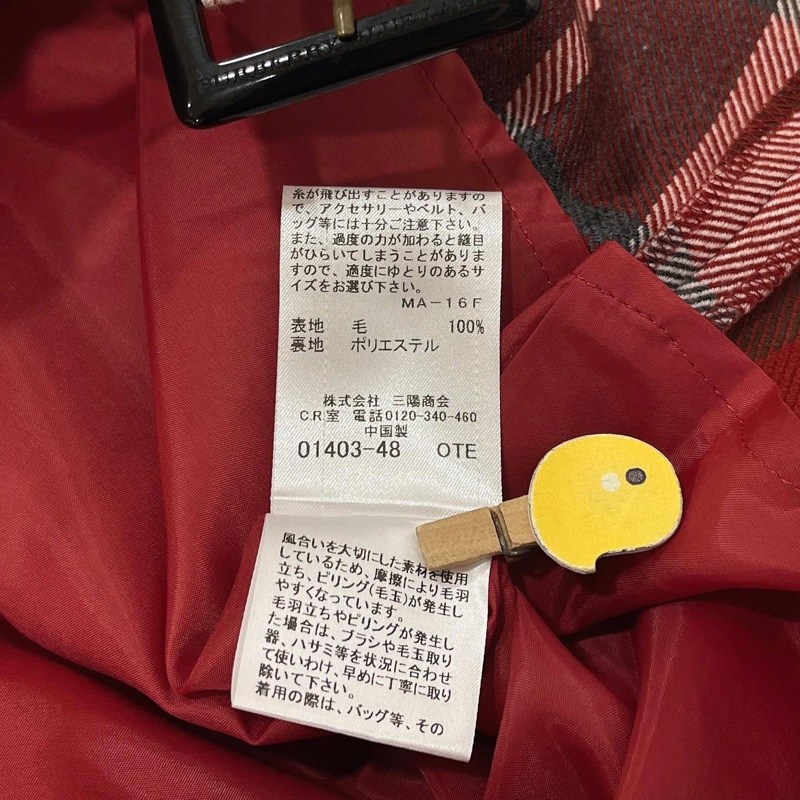 BURBERRY BLUE LABEL
糸が飛び出すことがありますの
で、アクセサリーやベルト、バ
ッグ等には十分ご注意下さい。
また、過度の力が加わると縫目
がひらいてしまうことがありま
すので、適度にゆとりのあるサ
イズをお選び下さい。
MA-16F
表地 毛 100%
裏地 ポリエステル
株式会社 三陽商会
C.R.室 電話0120-340-460
中国製
01403-48 OTE
風合いを大切にした素材を使用
しているため、摩擦により毛羽
立ち、ピリング(毛玉)が発生し
やすくなっています。
毛羽立ちやピリングが発生し
た場合は、ブラシや毛玉取り
器、ハサミ等を状況に合わせ
て使いわけ、早めに丁寧に取り
除いて下さい。
着用の際は、バッグ等、その